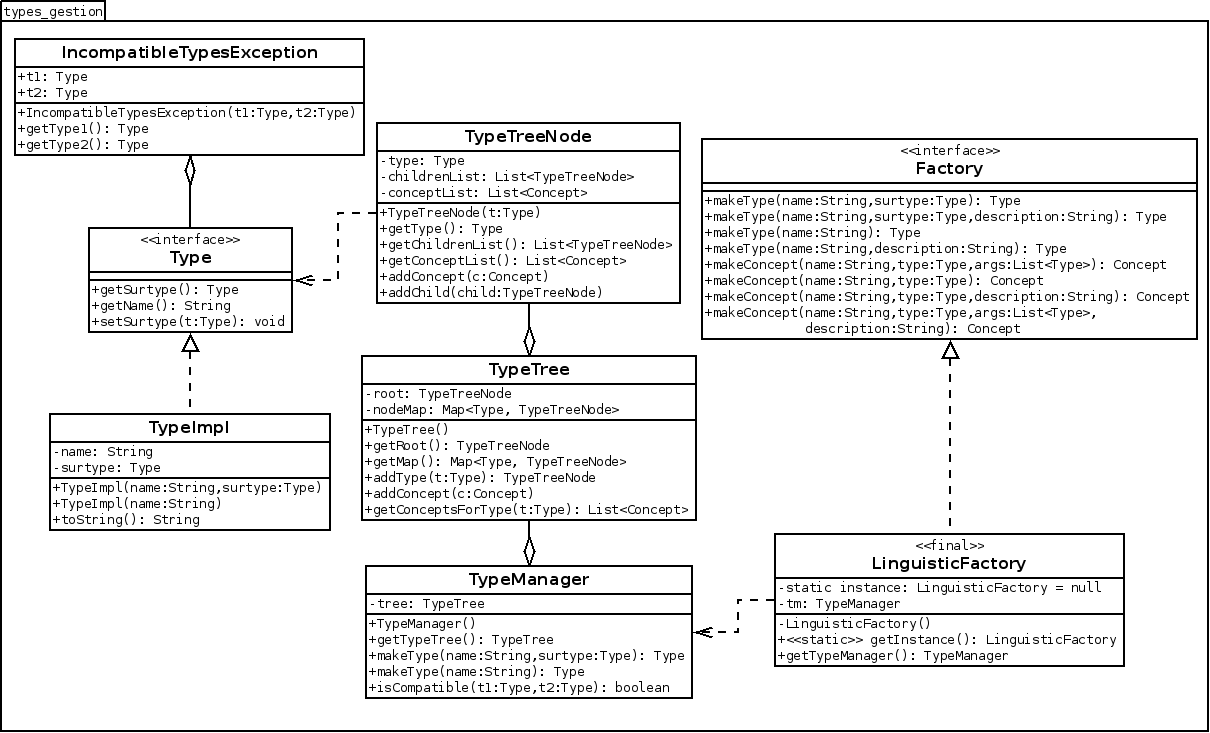 types_gestion
IncompatibleTypesException
+t1: Type
+t2: Type
+IncompatibleTypesException(t1:Type,t2:Type)
+getType1(): Type
+getType2(): Type
TypeTreeNode
-type: Type
-childrenList: List<TypeTreeNode>
-conceptList: List<Concept>
+TypeTreeNode(t:Type)
+getType(): Type
+getChildrenList(): List<TypeTreeNode>
+getConceptList(): List<Concept>
+addConcept(c:Concept)
+addChild(child:TypeTreeNode)
<<interface>>
Factory
+makeType(name:String,surtype:Type): Type
+makeType(name:String,surtype:Type,description:String): Type
+makeType(name:String): Type
+makeType(name:String,description:String): Type
+makeConcept(name:String,type:Type,args:List<Type>): Concept
+makeConcept(name:String,type:Type): Concept
+makeConcept(name:String,type:Type,description:String): Concept
+makeConcept(name:String,type:Type,args:List<Type>,
description:String): Concept
<<interface>>
Type
+getSurtype(): Type
+getName(): String
+setSurtype(t:Type): void
TypeTree
-root: TypeTreeNode
-nodeMap: Map<Type, TypeTreeNode>
+TypeTree()
+getRoot(): TypeTreeNode
+getMap(): Map<Type, TypeTreeNode>
+addType(t:Type): TypeTreeNode
+addConcept(c:Concept)
+getConceptsForType(t:Type): List<Concept>
TypeImpl
-name: String
-surtype: Type
+TypeImpl(name:String,surtype:Type)
+TypeImpl(name:String)
+toString(): String
TypeManager
-tree: TypeTree
+TypeManager()
+getTypeTree(): TypeTree
+makeType(name:String,surtype:Type): Type
+makeType(name:String): Type
+isCompatible(t1:Type,t2:Type): boolean
<<final>>
LinguisticFactory
-static instance: LinguisticFactory = null
-tm: TypeManager
-LinguisticFactory()
+<<static>> getInstance(): LinguisticFactory
+getTypeManager(): TypeManager